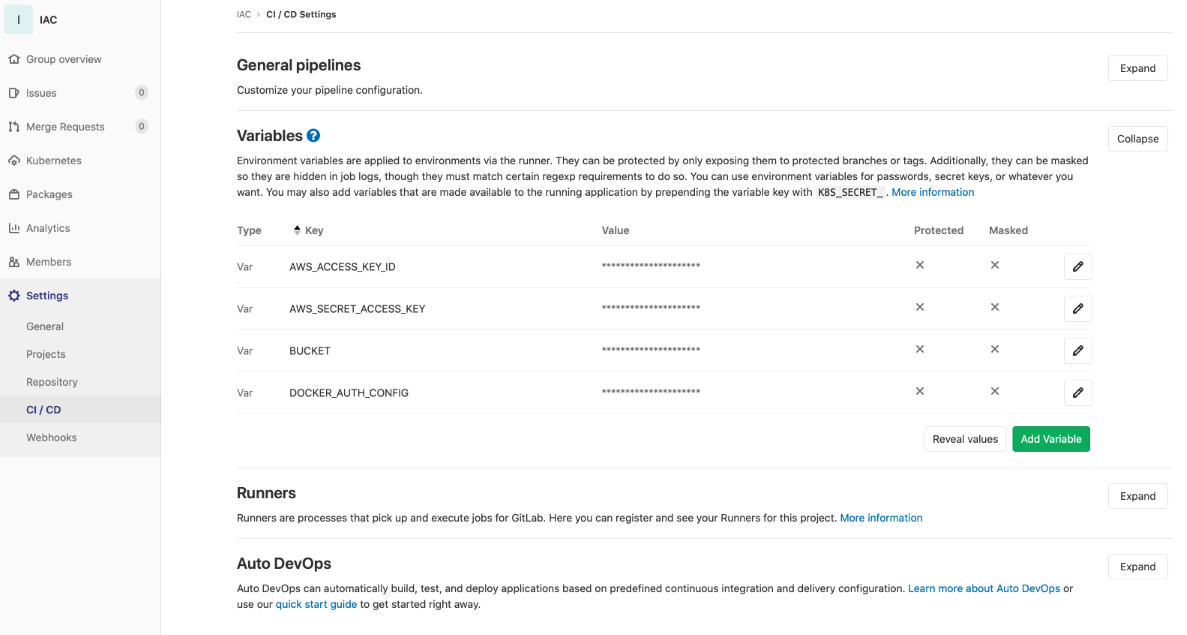 I IAC
Group overview
Issues 0
Merge Requests 0
Kubernetes
Packages
Analytics
Members
Settings
General
Projects
Repository
CI / CD
Webhooks
IAC › CI / CD Settings
General pipelines
Expand
Customize your pipeline configuration.
Variables ?
Collapse
Environment variables are applied to environments via the runner. They can be protected by only exposing them to protected branches or tags. Additionally, they can be masked
so they are hidden in job logs, though they must match certain regexp requirements to do so. You can use environment variables for passwords, secret keys, or whatever you
want. You may also add variables that are made available to the running application by prepending the variable key with K8S_SECRET_. More information
Type Key Value Protected Masked
Var AWS_ACCESS_KEY_ID *********************
Var AWS_SECRET_ACCESS_KEY *********************
Var BUCKET *********************
Var DOCKER_AUTH_CONFIG *********************
Reveal values Add Variable
Runners
Expand
Runners are processes that pick up and execute jobs for GitLab. Here you can register and see your Runners for this project. More information
Auto DevOps
Expand
Auto DevOps can automatically build, test, and deploy applications based on predefined continuous integration and delivery configuration. Learn more about Auto DevOps or
use our quick start guide to get started right away.